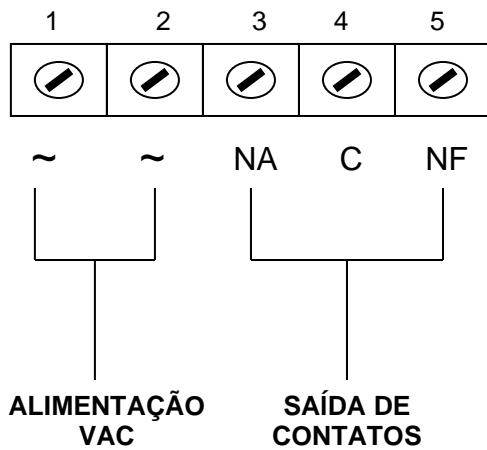 1 2 3 4 5
~ ~ NA C NF
ALIMENTAÇÃO SAÍDA DE
VAC CONTATOS